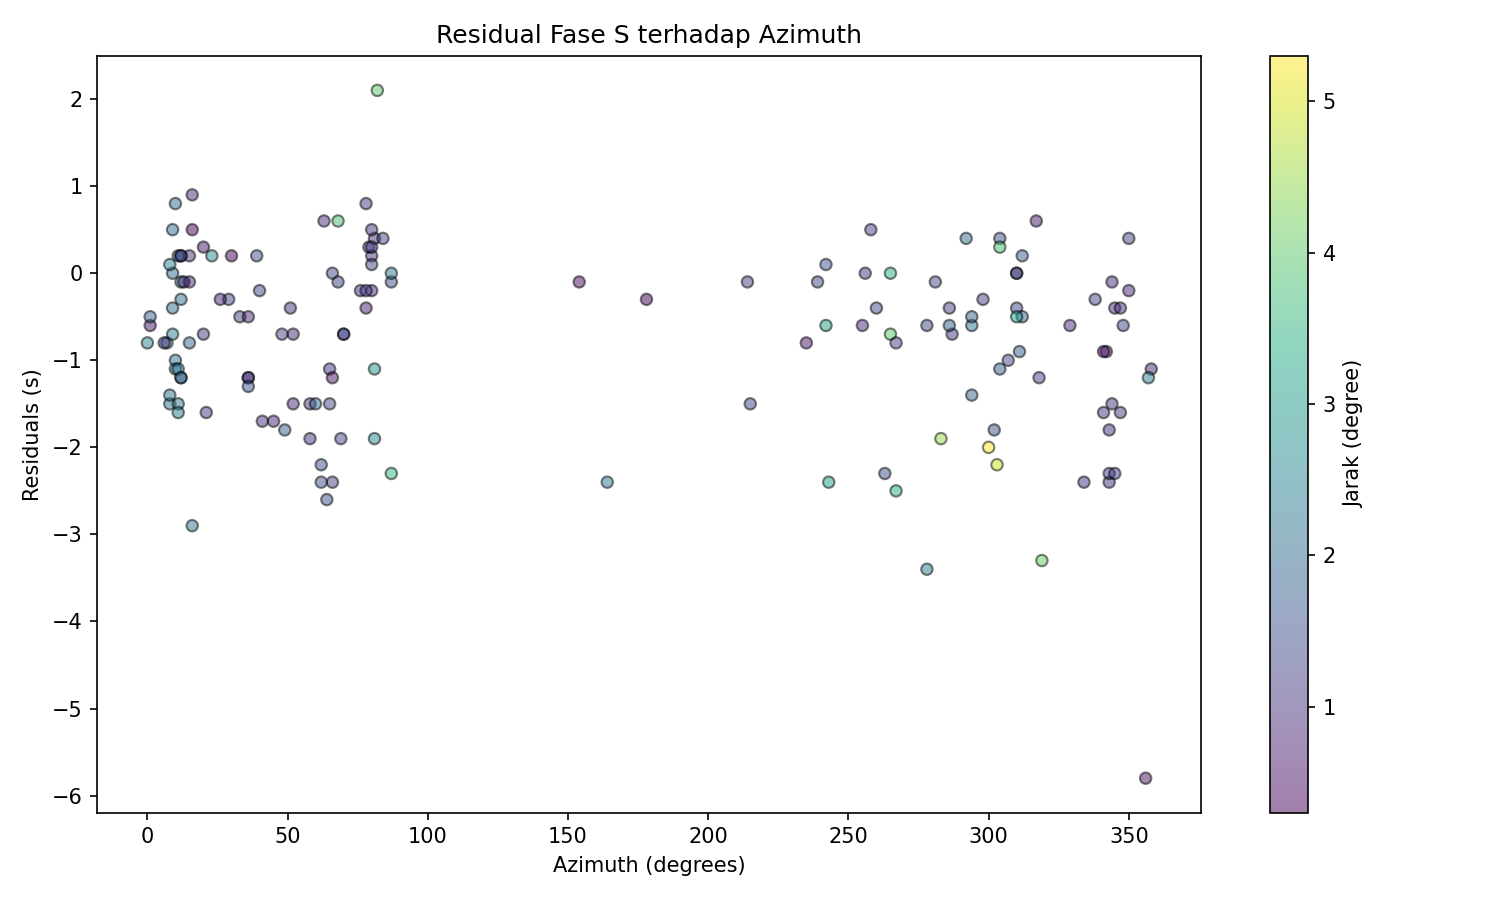 Residual Fase S terhadap Azimuth
Residuals (s)
2
1
0
−1
−2
−3
−4
−5
−6
0 50 100 150 200 250 300 350
Azimuth (degrees)
5
4
3
2
1
Jarak (degree)